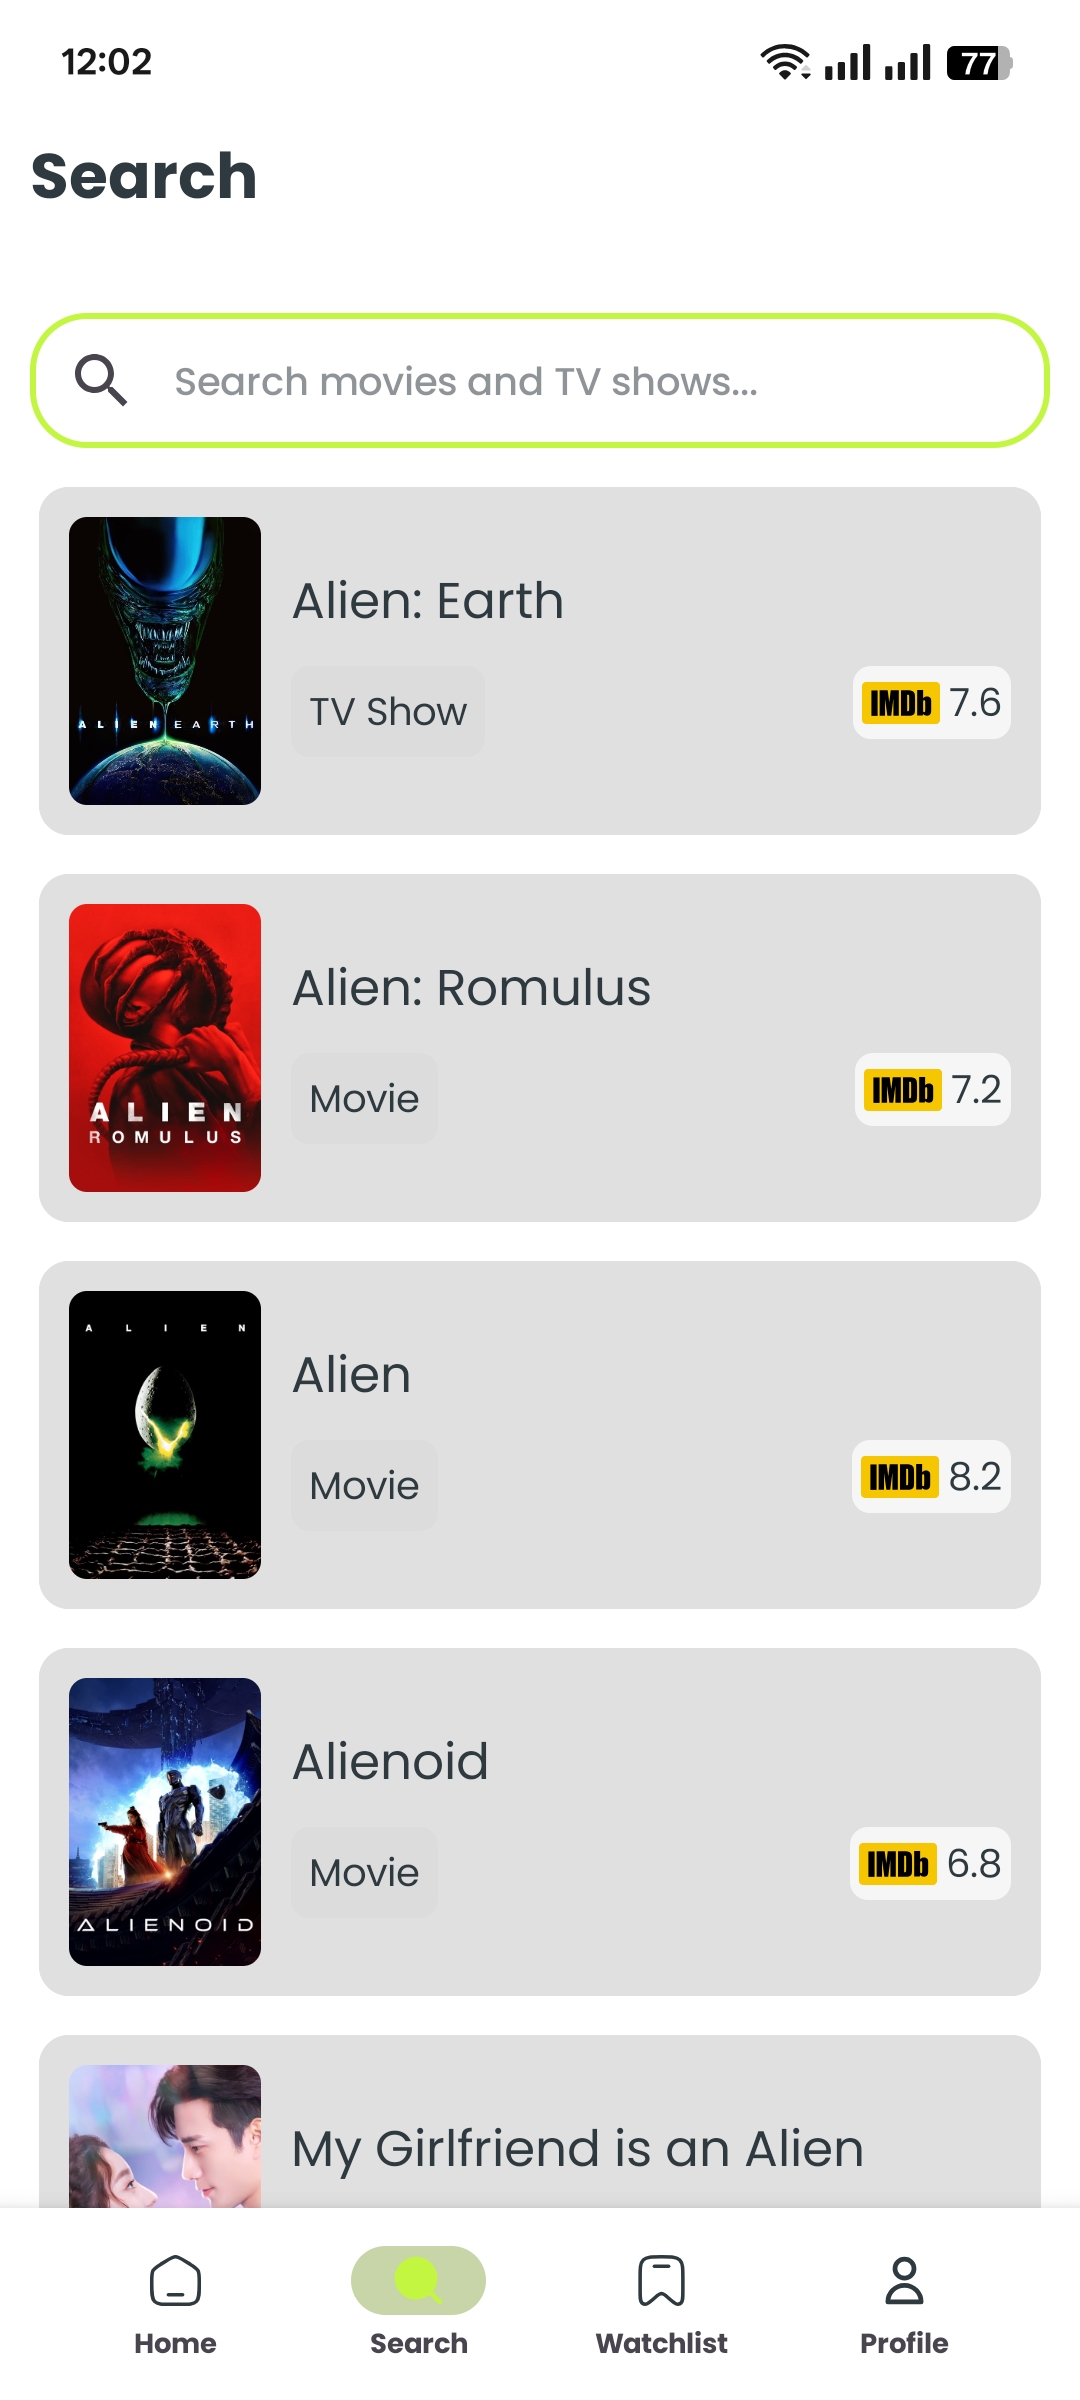 12:02
77
Search
Search movies and TV shows...
ALIEN EARTH
Alien: Earth
TV Show
IMDb 7.6
ALIEN
ROMULUS
Alien: Romulus
Movie
IMDb 7.2
ALIEN
Alien
Movie
IMDb 8.2
ALIENOID
Alienoid
Movie
IMDb 6.8
My Girlfriend is an Alien
Home
Search
Watchlist
Profile